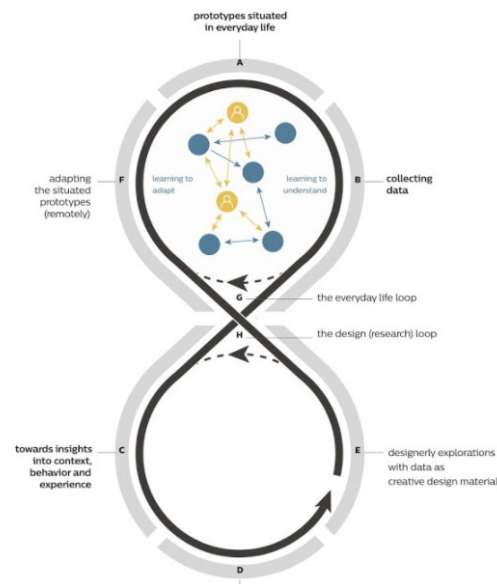 prototypes situated
in everyday life
A
adapting
the situated
prototypes
(remotely)
F
learning to
adapt
learning to
understand
B
collecting
data
G
the everyday life loop
H
the design (research) loop
towards insights
into context,
behavior and
experience
C
E
designerly explorations
with data as
creative design material
D